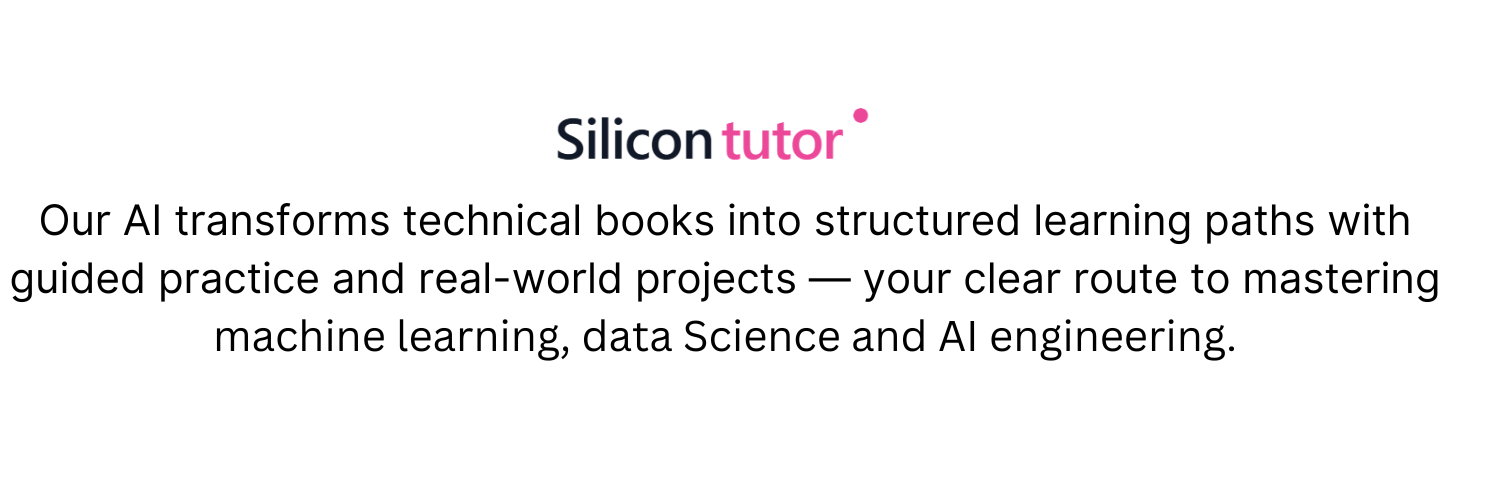 Silicon tutor
Our AI transforms technical books into structured learning paths with
guided practice and real-world projects — your clear route to mastering
machine learning, data Science and AI engineering.